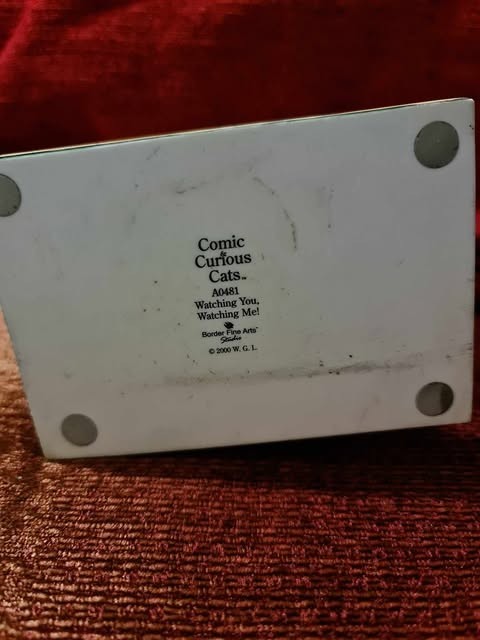 Comic
&
Curious
Cats™
A0481
Watching You,
Watching Me!
Border Fine Arts™
Studio
© 2000 W. G. I.